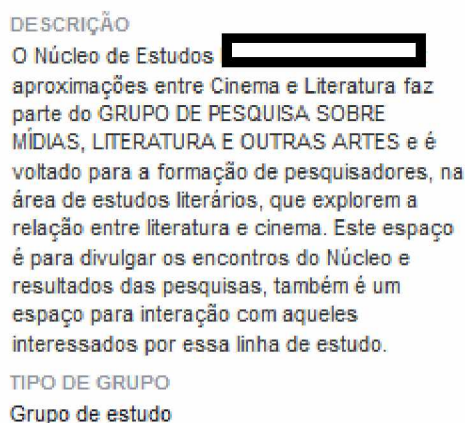 DESCRIÇÃO
O Núcleo de Estudos
aproximações entre Cinema e Literatura faz
parte do GRUPO DE PESQUISA SOBRE
MÍDIAS, LITERATURA E OUTRAS ARTES e é
voltado para a formação de pesquisadores, na
área de estudos literários, que explorem a
relação entre literatura e cinema. Este espaço
é para divulgar os encontros do Núcleo e
resultados das pesquisas, também é um
espaço para interação com aqueles
interessados por essa linha de estudo.
TIPO DE GRUPO
Grupo de estudo